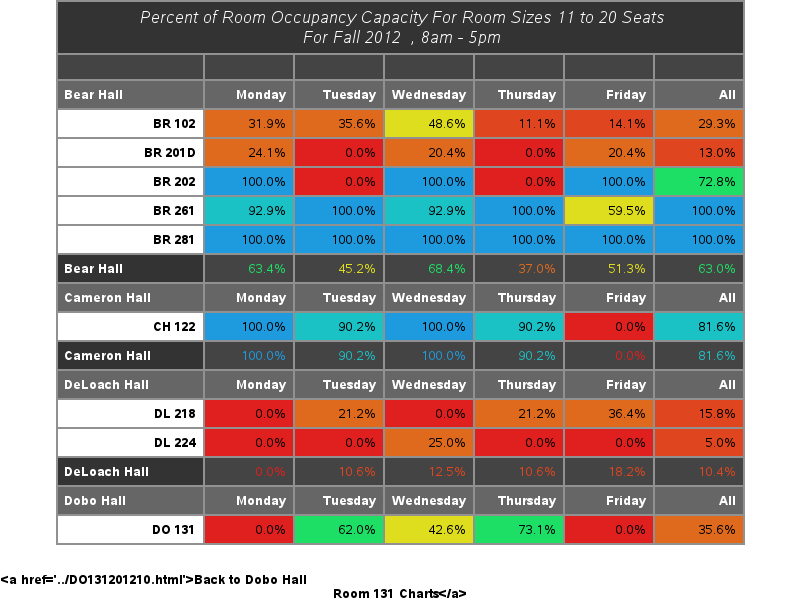 Percent of Room Occupancy Capacity For Room Sizes 11 to 20 Seats
For Fall 2012 , 8am - 5pm
Bear Hall Monday Tuesday Wednesday Thursday Friday All
BR 102 31.9% 35.6% 48.6% 11.1% 14.1% 29.3%
BR 201D 24.1% 0.0% 20.4% 0.0% 20.4% 13.0%
BR 202 100.0% 0.0% 100.0% 0.0% 100.0% 72.8%
BR 261 92.9% 100.0% 92.9% 100.0% 59.5% 100.0%
BR 281 100.0% 100.0% 100.0% 100.0% 100.0% 100.0%
Bear Hall 63.4% 45.2% 68.4% 37.0% 51.3% 63.0%
Cameron Hall Monday Tuesday Wednesday Thursday Friday All
CH 122 100.0% 90.2% 100.0% 90.2% 0.0% 81.6%
Cameron Hall 100.0% 90.2% 100.0% 90.2% 0.0% 81.6%
DeLoach Hall Monday Tuesday Wednesday Thursday Friday All
DL 218 0.0% 21.2% 0.0% 21.2% 36.4% 15.8%
DL 224 0.0% 0.0% 25.0% 0.0% 0.0% 5.0%
DeLoach Hall 0.0% 10.6% 12.5% 10.6% 18.2% 10.4%
Dobo Hall Monday Tuesday Wednesday Thursday Friday All
DO 131 0.0% 62.0% 42.6% 73.1% 0.0% 35.6%
<a href='../DO131201210.html'>Back to Dobo Hall
Room 131 Charts</a>